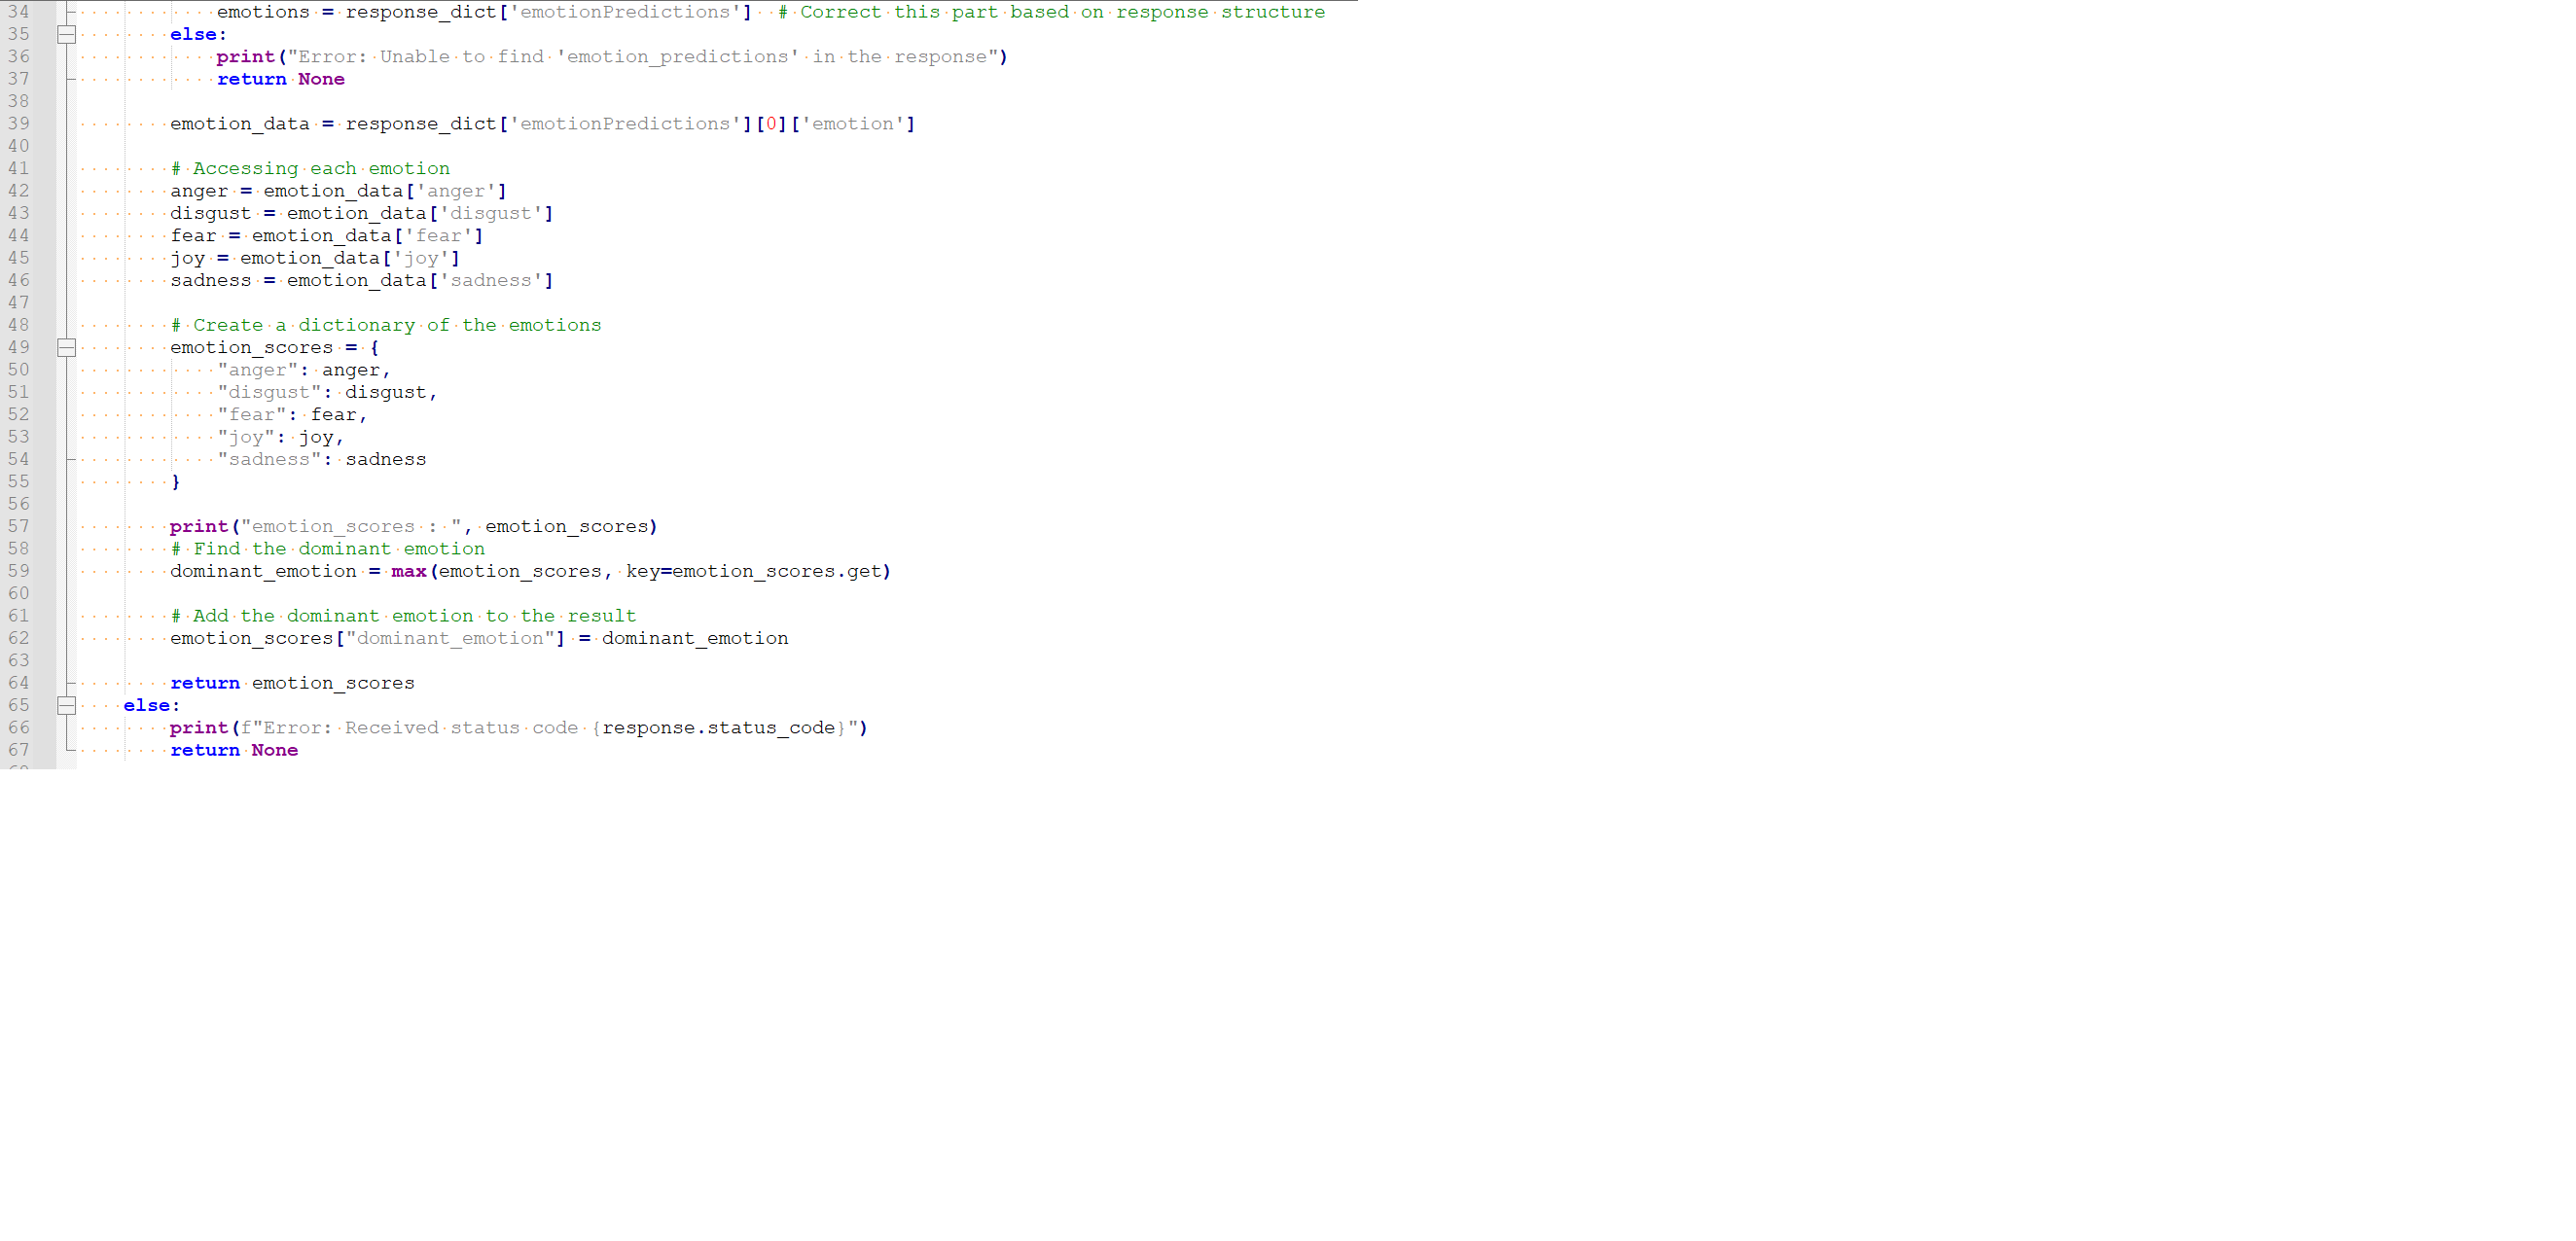 34 emotions = response_dict['emotionPredictions']  # Correct this part based on response structure
35 else:
36 print("Error: Unable to find 'emotion_predictions' in the response")
37 return None
38
39 emotion_data = response_dict['emotionPredictions'][0]['emotion']
40
41 # Accessing each emotion
42 anger = emotion_data['anger']
43 disgust = emotion_data['disgust']
44 fear = emotion_data['fear']
45 joy = emotion_data['joy']
46 sadness = emotion_data['sadness']
47
48 # Create a dictionary of the emotions
49 emotion_scores = {
50 "anger": anger,
51 "disgust": disgust,
52 "fear": fear,
53 "joy": joy,
54 "sadness": sadness
55 }
56
57 print("emotion_scores : ", emotion_scores)
58 # Find the dominant emotion
59 dominant_emotion = max(emotion_scores, key=emotion_scores.get)
60
61 # Add the dominant emotion to the result
62 emotion_scores["dominant_emotion"] = dominant_emotion
63
64 return emotion_scores
65 else:
66 print(f"Error: Received status code {response.status_code}")
67 return None